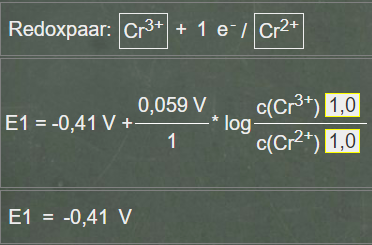 Redoxpaar: Cr3+ + 1 e- / Cr2+
E1 = -0,41 V + 0,059 V / 1 * log c(Cr3+) 1,0 / c(Cr2+) 1,0
E1 = -0,41 V